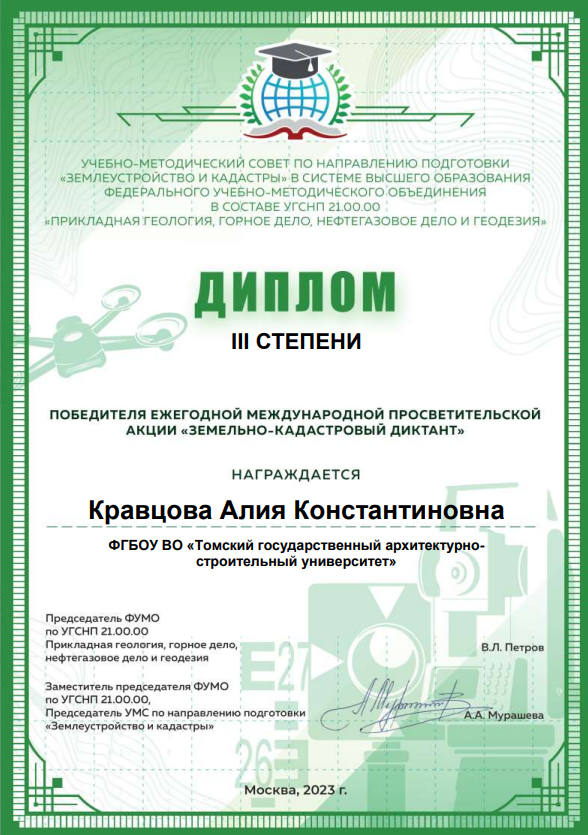 УЧЕБНО-МЕТОДИЧЕСКИЙ СОВЕТ ПО НАПРАВЛЕНИЮ ПОДГОТОВКИ
«ЗЕМЛЕУСТРОЙСТВО И КАДАСТРЫ» В СИСТЕМЕ ВЫСШЕГО ОБРАЗОВАНИЯ
ФЕДЕРАЛЬНОГО УЧЕБНО-МЕТОДИЧЕСКОГО ОБЪЕДИНЕНИЯ
В СОСТАВЕ УГСНП 21.00.00
«ПРИКЛАДНАЯ ГЕОЛОГИЯ, ГОРНОЕ ДЕЛО, НЕФТЕГАЗОВОЕ ДЕЛО И ГЕОДЕЗИЯ»
ДИПЛОМ
III СТЕПЕНИ
ПОБЕДИТЕЛЯ ЕЖЕГОДНОЙ МЕЖДУНАРОДНОЙ ПРОСВЕТИТЕЛЬСКОЙ
АКЦИИ «ЗЕМЕЛЬНО-КАДАСТРОВЫЙ ДИКТАНТ»
НАГРАЖДАЕТСЯ
Кравцова Алия Константиновна
ФГБОУ ВО «Томский государственный архитектурно-
строительный университет»
Председатель ФУМО
по УГСНП 21.00.00
Прикладная геология, горное дело,
нефтегазовое дело и геодезия
В.Л. Петров
Заместитель председателя ФУМО
по УГСНП 21.00.00,
Председатель УМС по направлению подготовки
«Землеустройство и кадастры»
А.А. Мурашева
E27
26
Москва, 2023 г.